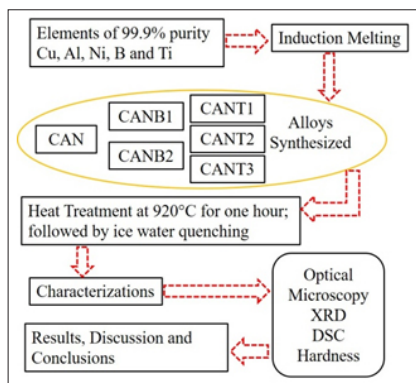 Elements of 99.9% purity
Cu, Al, Ni, B and Ti
Induction Melting
CAN
CANB1
CANB2
CANT1
CANT2
CANT3
Alloys
Synthesized
Heat Treatment at 920°C for one hour;
followed by ice water quenching
Characterizations
Optical
Microscopy
XRD
DSC
Hardness
Results, Discussion and
Conclusions